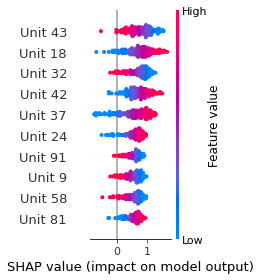 High
Unit 43
Unit 18
Unit 32
Unit 42
Unit 37
Unit 24
Unit 91
Unit 9
Unit 58
Unit 81
Feature value
Low
0
1
SHAP value (impact on model output)